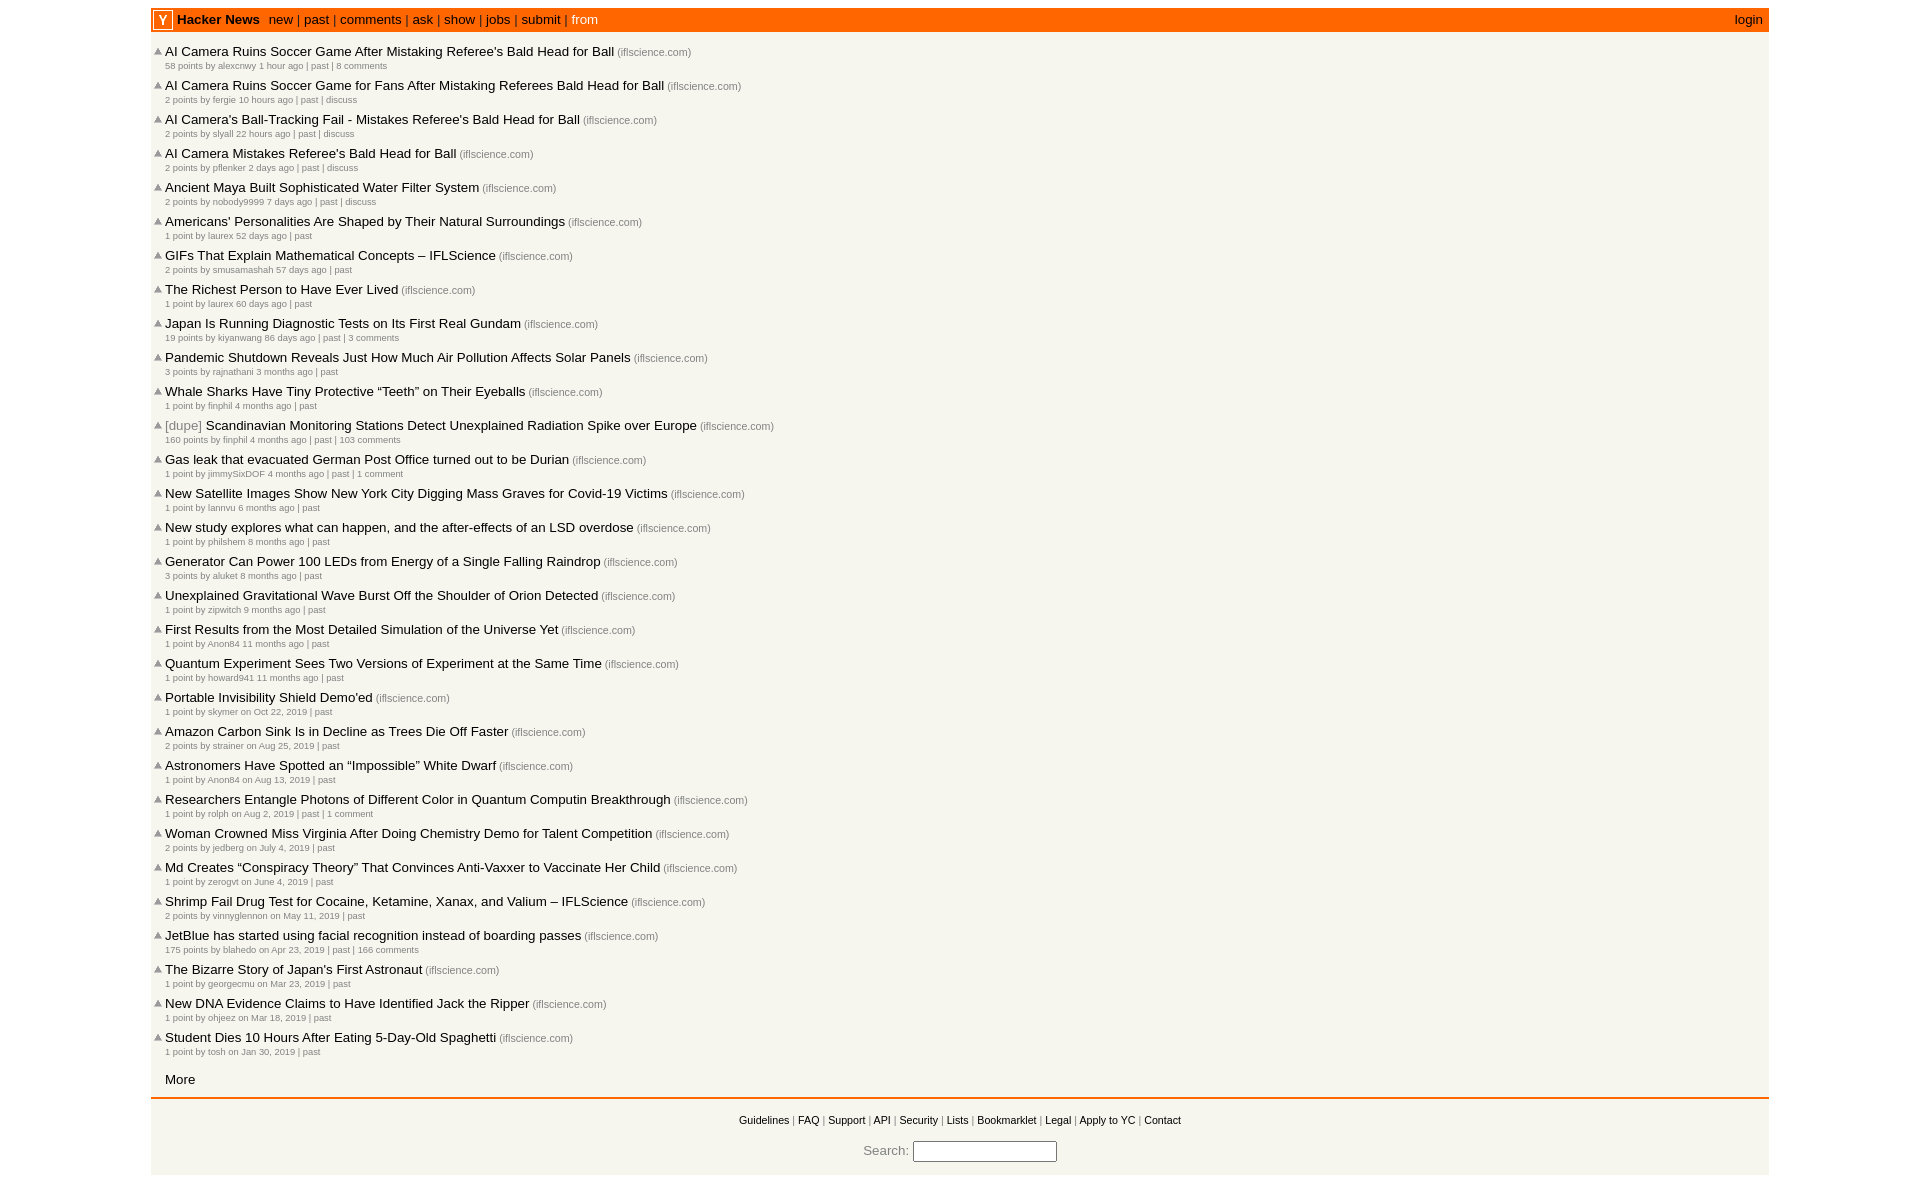 Y Hacker News new | past | comments | ask | show | jobs | submit | from login
AI Camera Ruins Soccer Game After Mistaking Referee's Bald Head for Ball (iflscience.com)
58 points by alexcnwy 1 hour ago | past | 8 comments
AI Camera Ruins Soccer Game for Fans After Mistaking Referees Bald Head for Ball (iflscience.com)
2 points by fergie 10 hours ago | past | discuss
AI Camera's Ball-Tracking Fail - Mistakes Referee's Bald Head for Ball (iflscience.com)
2 points by slyall 22 hours ago | past | discuss
AI Camera Mistakes Referee's Bald Head for Ball (iflscience.com)
2 points by pflenker 2 days ago | past | discuss
Ancient Maya Built Sophisticated Water Filter System (iflscience.com)
2 points by nobody9999 7 days ago | past | discuss
Americans' Personalities Are Shaped by Their Natural Surroundings (iflscience.com)
1 point by laurex 52 days ago | past
GIFs That Explain Mathematical Concepts – IFLScience (iflscience.com)
2 points by smusamashah 57 days ago | past
The Richest Person to Have Ever Lived (iflscience.com)
1 point by laurex 60 days ago | past
Japan Is Running Diagnostic Tests on Its First Real Gundam (iflscience.com)
19 points by kiyanwang 86 days ago | past | 3 comments
Pandemic Shutdown Reveals Just How Much Air Pollution Affects Solar Panels (iflscience.com)
3 points by rajnathani 3 months ago | past
Whale Sharks Have Tiny Protective “Teeth” on Their Eyeballs (iflscience.com)
1 point by finphil 4 months ago | past
[dupe] Scandinavian Monitoring Stations Detect Unexplained Radiation Spike over Europe (iflscience.com)
160 points by finphil 4 months ago | past | 103 comments
Gas leak that evacuated German Post Office turned out to be Durian (iflscience.com)
1 point by jimmySixDOF 4 months ago | past | 1 comment
New Satellite Images Show New York City Digging Mass Graves for Covid-19 Victims (iflscience.com)
1 point by lannvu 6 months ago | past
New study explores what can happen, and the after-effects of an LSD overdose (iflscience.com)
1 point by philshem 8 months ago | past
Generator Can Power 100 LEDs from Energy of a Single Falling Raindrop (iflscience.com)
3 points by aluket 8 months ago | past
Unexplained Gravitational Wave Burst Off the Shoulder of Orion Detected (iflscience.com)
1 point by zipwitch 9 months ago | past
First Results from the Most Detailed Simulation of the Universe Yet (iflscience.com)
1 point by Anon84 11 months ago | past
Quantum Experiment Sees Two Versions of Experiment at the Same Time (iflscience.com)
1 point by howard941 11 months ago | past
Portable Invisibility Shield Demo'ed (iflscience.com)
1 point by skymer on Oct 22, 2019 | past
Amazon Carbon Sink Is in Decline as Trees Die Off Faster (iflscience.com)
2 points by strainer on Aug 25, 2019 | past
Astronomers Have Spotted an “Impossible” White Dwarf (iflscience.com)
1 point by Anon84 on Aug 13, 2019 | past
Researchers Entangle Photons of Different Color in Quantum Computin Breakthrough (iflscience.com)
1 point by rolph on Aug 2, 2019 | past | 1 comment
Woman Crowned Miss Virginia After Doing Chemistry Demo for Talent Competition (iflscience.com)
2 points by jedberg on July 4, 2019 | past
Md Creates “Conspiracy Theory” That Convinces Anti-Vaxxer to Vaccinate Her Child (iflscience.com)
1 point by zerogvt on June 4, 2019 | past
Shrimp Fail Drug Test for Cocaine, Ketamine, Xanax, and Valium – IFLScience (iflscience.com)
2 points by vinnyglennon on May 11, 2019 | past
JetBlue has started using facial recognition instead of boarding passes (iflscience.com)
175 points by blahedo on Apr 23, 2019 | past | 166 comments
The Bizarre Story of Japan's First Astronaut (iflscience.com)
1 point by georgecmu on Mar 23, 2019 | past
New DNA Evidence Claims to Have Identified Jack the Ripper (iflscience.com)
1 point by ohjeez on Mar 18, 2019 | past
Student Dies 10 Hours After Eating 5-Day-Old Spaghetti (iflscience.com)
1 point by tosh on Jan 30, 2019 | past
More
Guidelines | FAQ | Support | API | Security | Lists | Bookmarklet | Legal | Apply to YC | Contact
Search: